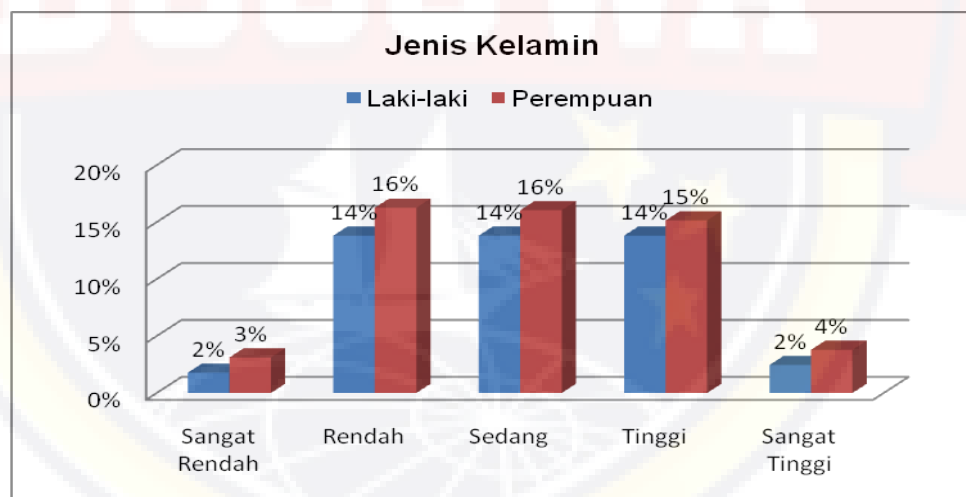 Jenis Kelamin
Laki-laki Perempuan
20%
15%
10%
5%
0%
2% 3% 14% 16% 14% 16% 14% 15% 2% 4%
Sangat Rendah
Rendah
Sedang
Tinggi
Sangat Tinggi